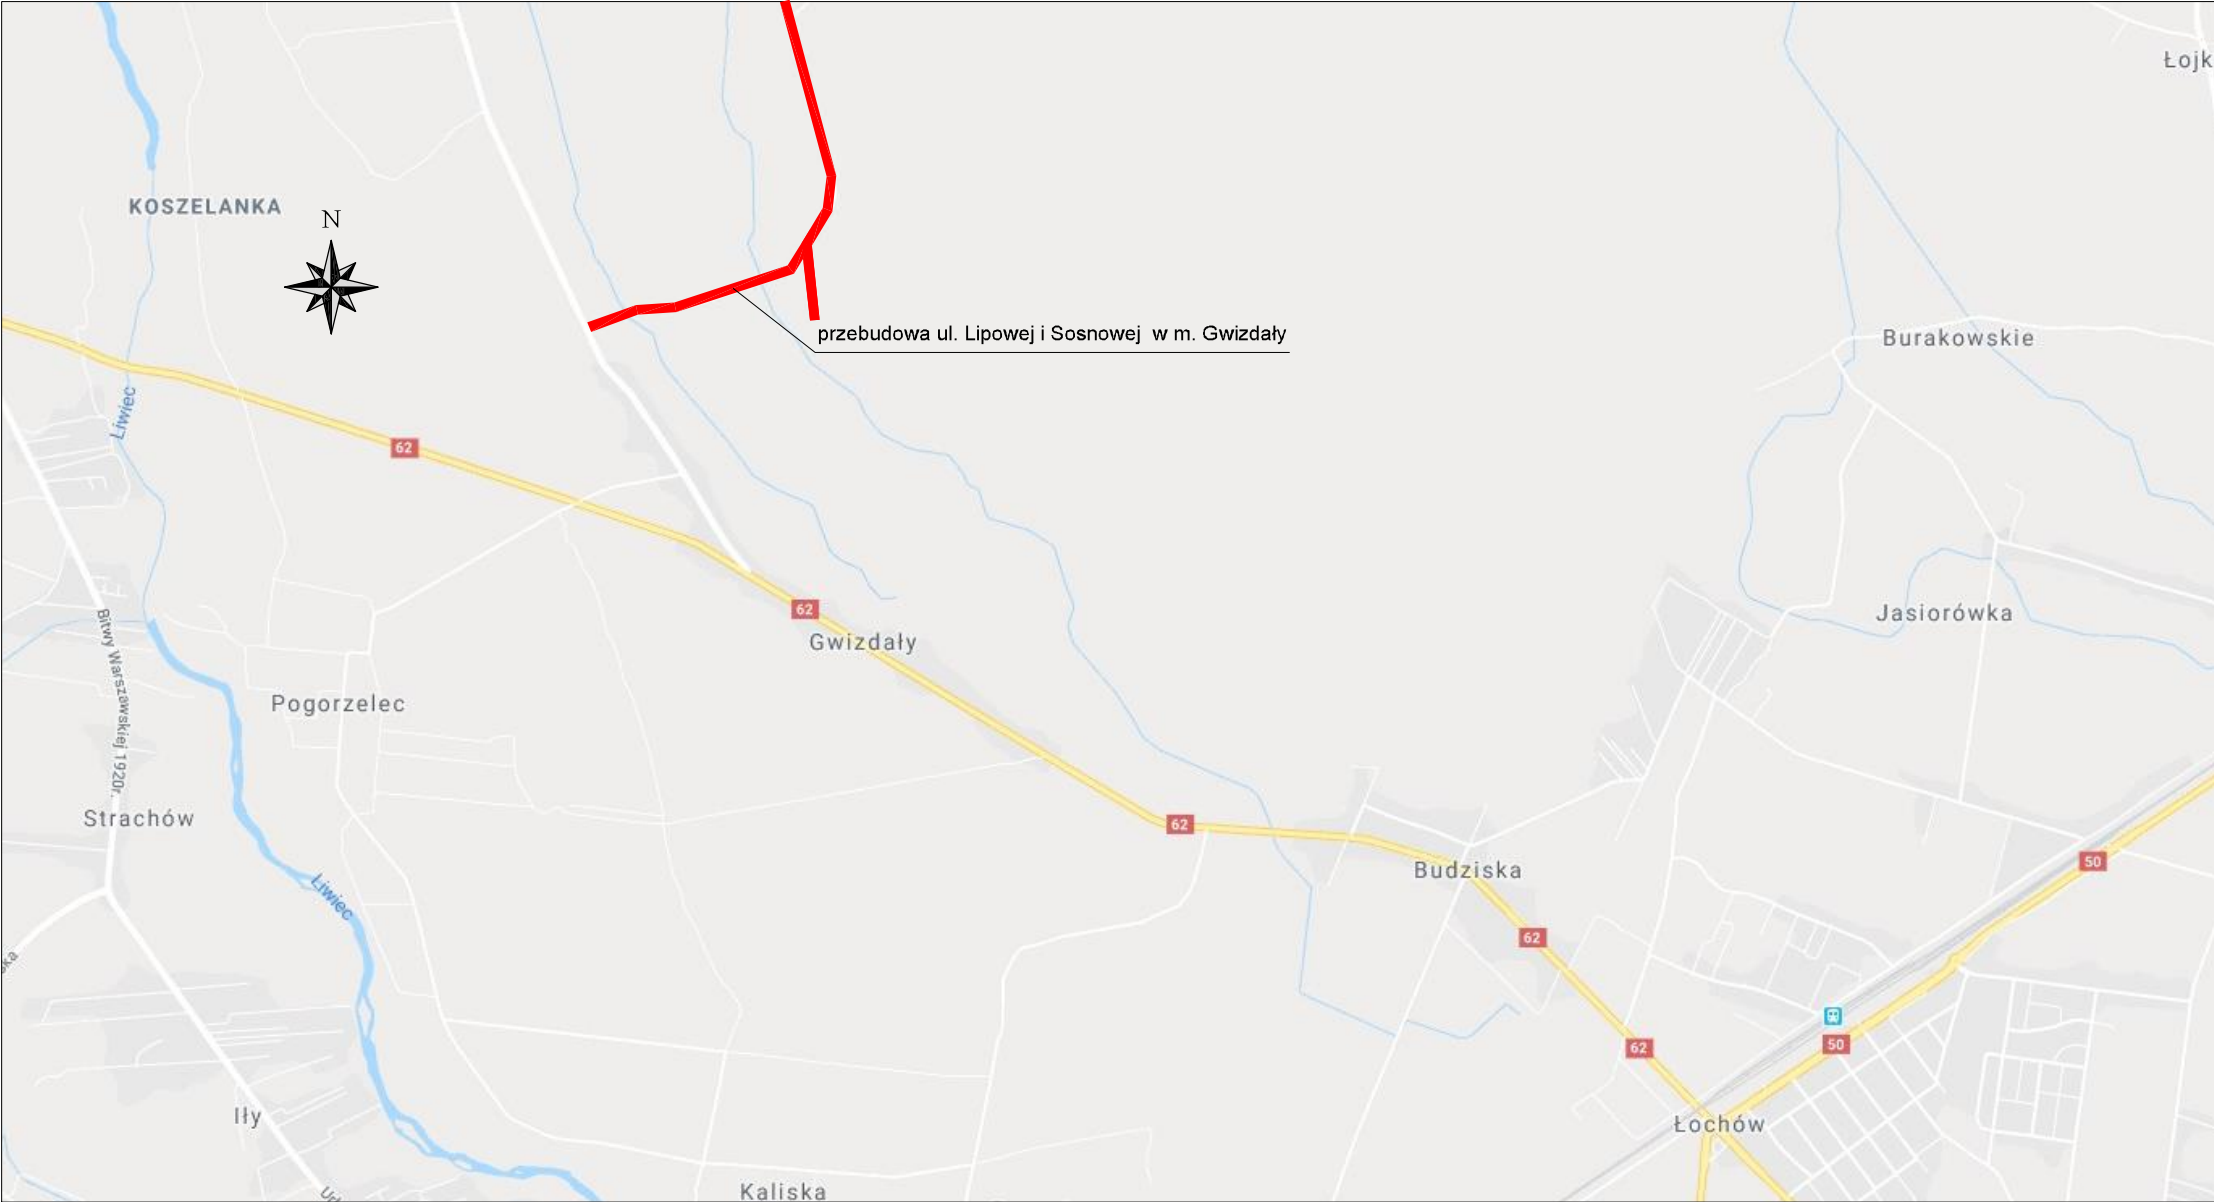 Łojk
KOSZELANKA
N
przebudowa ul. Lipowej i Sosnowej w m. Gwizdały
Burakowskie
Liwiec
62
62
Gwizdały
Jasiorówka
Bitwy Warszawskiej 1920r.
Pogorzelec
Strachów
62
Budziska
50
Liwiec
62
ska
62
50
Iły
Łochów
Kaliska